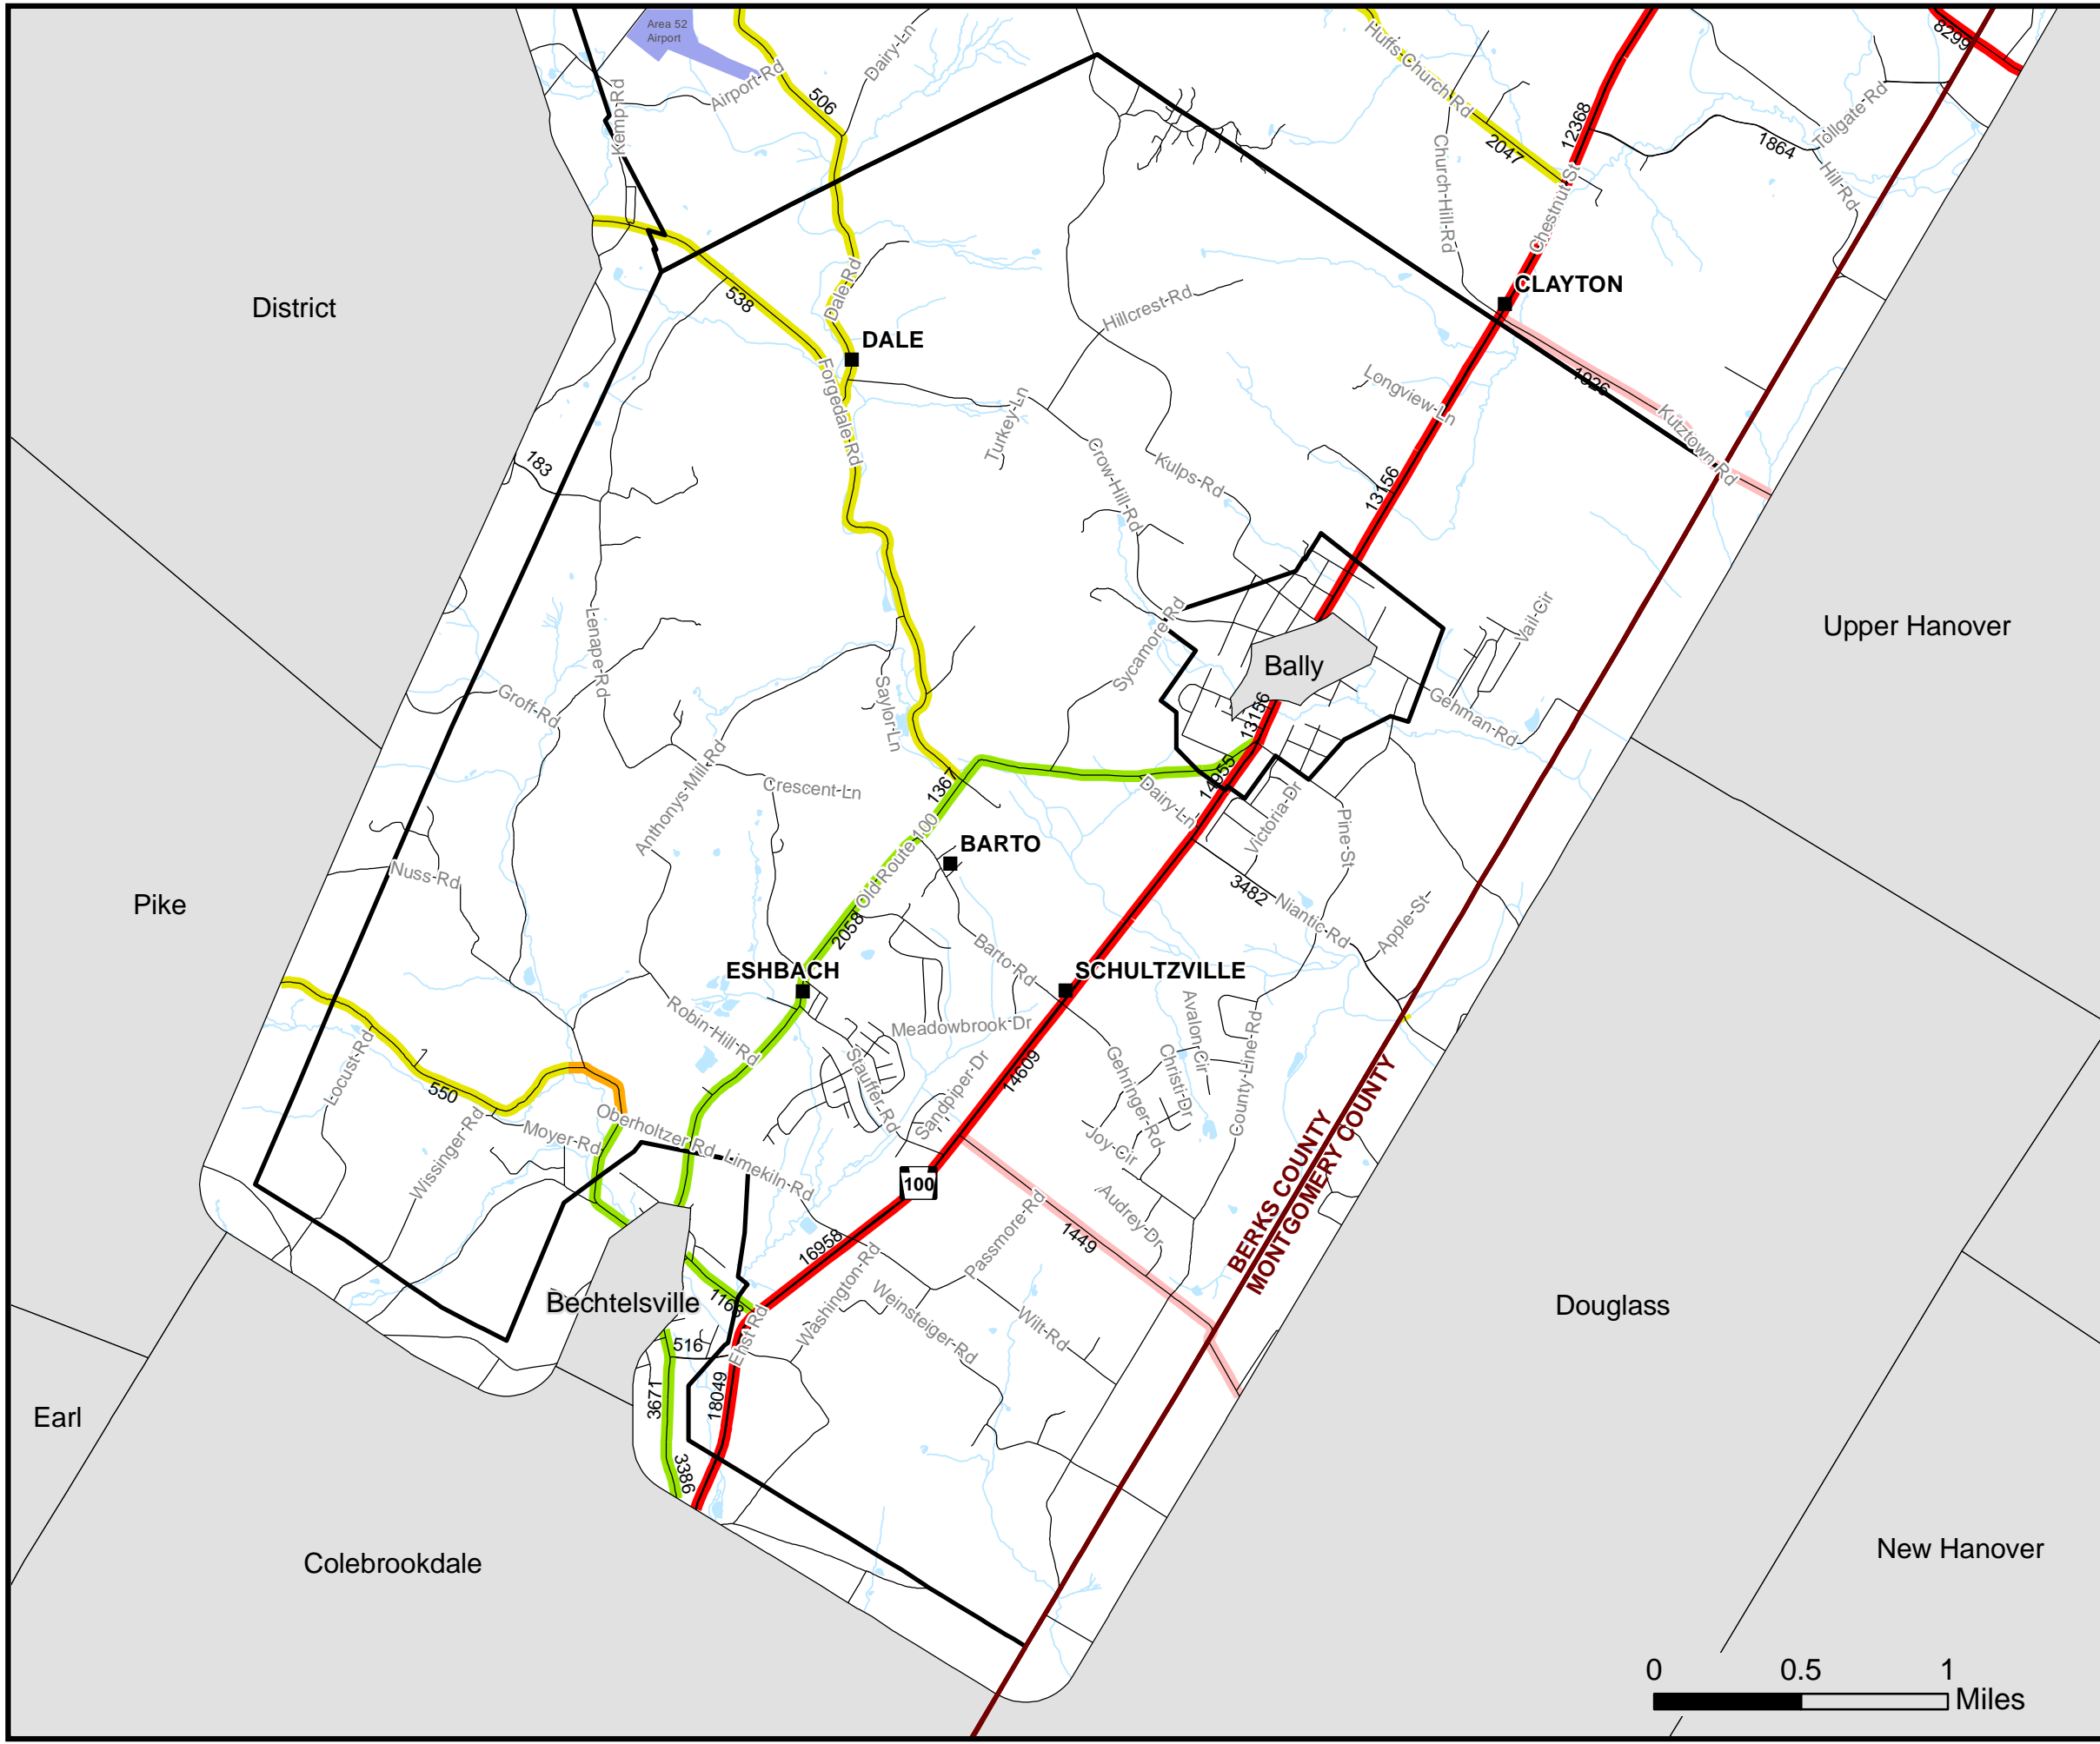 Area 52
Airport
Airport-Rd
Dairy-Ln
506
Kemp-Rd
Huffs-Church-Rd
2047
12368
8299
1864
Tollgate Rd
Hill-Rd
Church-Hill-Rd
Chestnut-St
CLAYTON
District
538
Dale-Rd
DALE
Forgedale-Rd
Hillcrest-Rd
Longview-Ln
1926
Kutztown-Rd
Turkey-Ln
Crow-Hill-Rd
Kulps-Rd
13156
183
Lenape-Rd
Groff-Rd
Saylor-Ln
Sycamore-Rd
Bally
Vail-Cir
Gehman-Rd
Upper Hanover
13156
14955
1367
Crescent-Ln
Anthonys-Mill-Rd
Dairy-Ln
Victoria-Dr
Pine-St
Old-Route-100
BARTO
Nuss-Rd
Pike
2058
3482
Niantic-Rd
Apple-St
Barto-Rd
ESHBACH
SCHULTZVILLE
Robin-Hill-Rd
Meadowbrook-Dr
Avalon-Cir
County-Line-Rd
Locust-Rd
550
Stauffer-Rd
Sandpiper-Dr
14609
Gehringer-Rd
Christi-Dr
Oberholtzer-Rd
Moyer-Rd
Wissinger-Rd
Limekiln-Rd
Joy-Cir
100
BERKS COUNTY
MONTGOMERY COUNTY
Passmore-Rd
Audrey-Dr
1449
16958
Washington-Rd
Weinsteiger-Rd
Wilt-Rd
Bechtelsville
Ehst-Rd
516
Douglass
3671
18049
Earl
3386
Colebrookdale
New Hanover
0 0.5 1
Miles